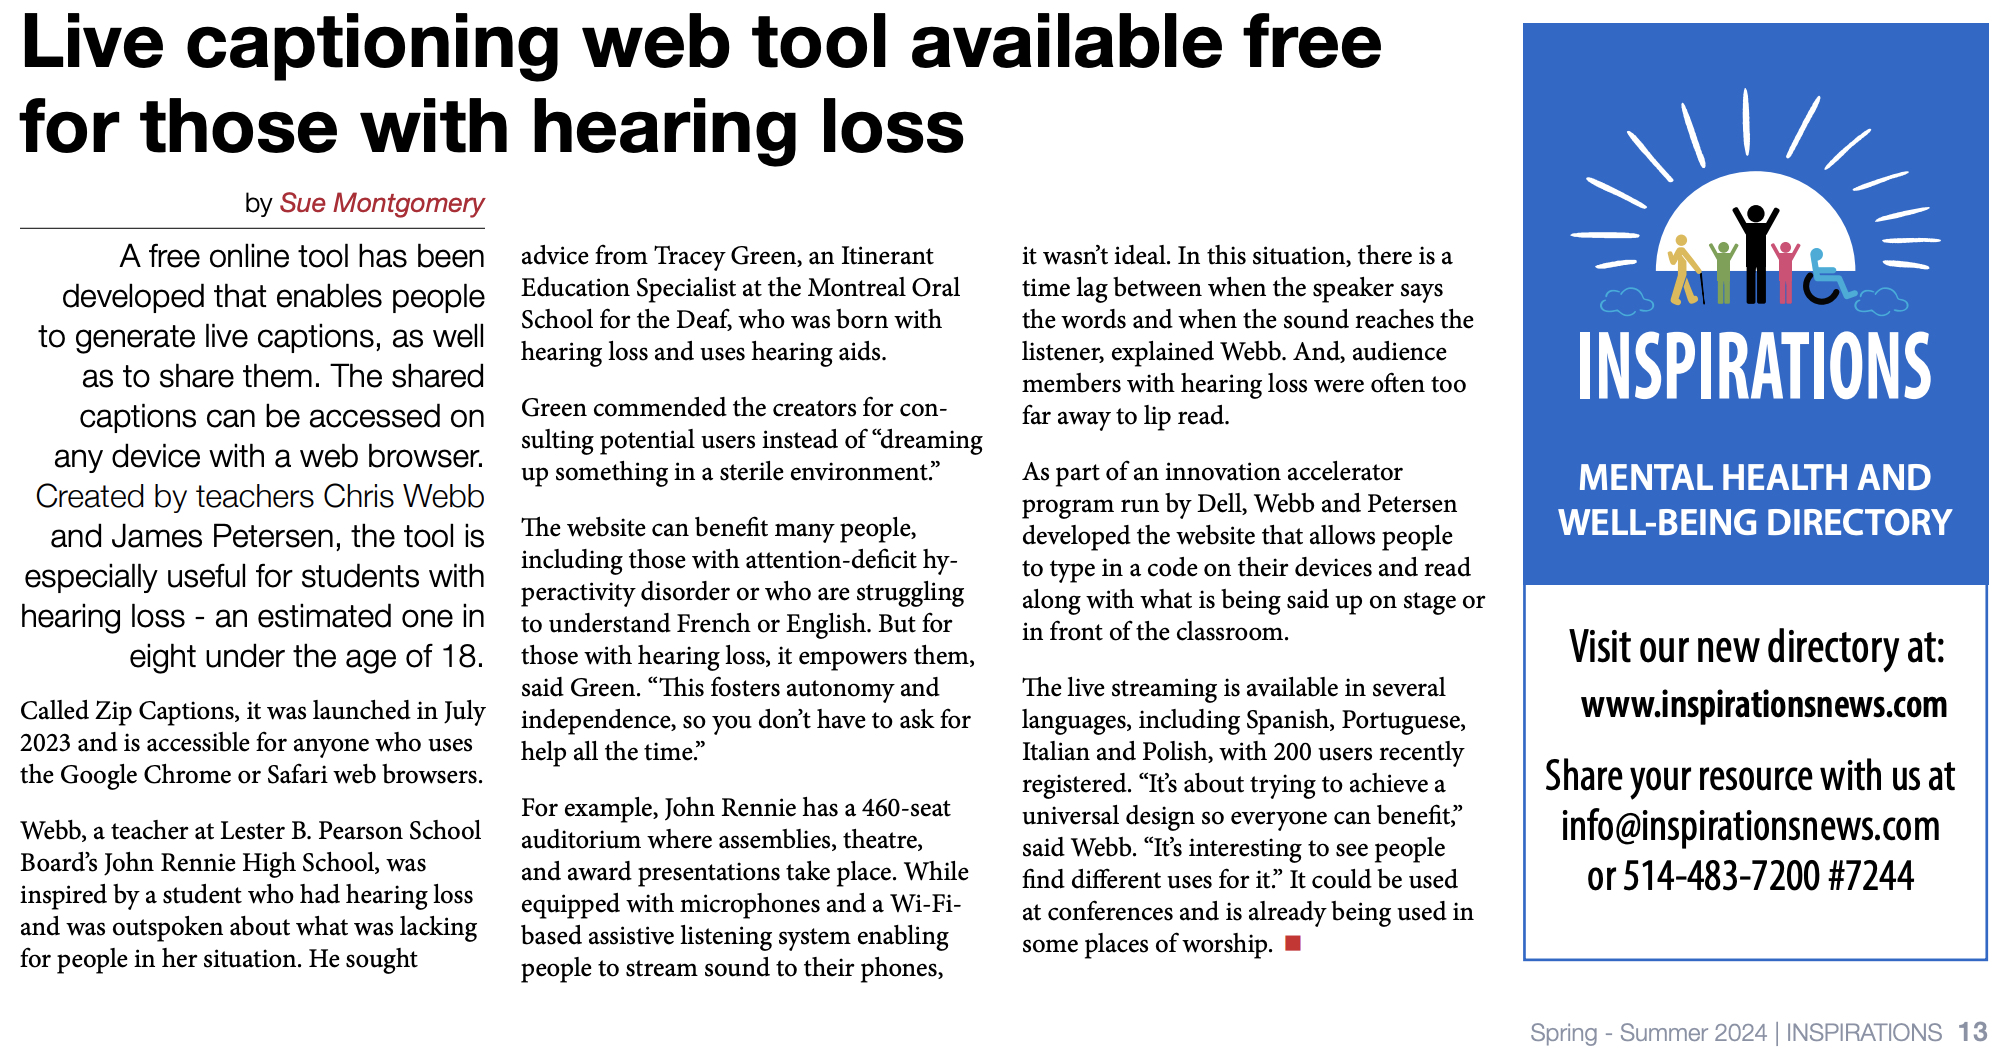 Live captioning web tool available free
for those with hearing loss
by Sue Montgomery
A free online tool has been
developed that enables people
to generate live captions, as well
as to share them. The shared
captions can be accessed on
any device with a web browser.
Created by teachers Chris Webb
and James Petersen, the tool is
especially useful for students with
hearing loss - an estimated one in
eight under the age of 18.
Called Zip Captions, it was launched in July
2023 and is accessible for anyone who uses
the Google Chrome or Safari web browsers.
Webb, a teacher at Lester B. Pearson School
Board’s John Rennie High School, was
inspired by a student who had hearing loss
and was outspoken about what was lacking
for people in her situation. He sought
advice from Tracey Green, an Itinerant
Education Specialist at the Montreal Oral
School for the Deaf, who was born with
hearing loss and uses hearing aids.
Green commended the creators for con-
sulting potential users instead of “dreaming
up something in a sterile environment.”
The website can benefit many people,
including those with attention-deficit hy-
peractivity disorder or who are struggling
to understand French or English. But for
those with hearing loss, it empowers them,
said Green. “This fosters autonomy and
independence, so you don’t have to ask for
help all the time.”
For example, John Rennie has a 460-seat
auditorium where assemblies, theatre,
and award presentations take place. While
equipped with microphones and a Wi-Fi-
based assistive listening system enabling
people to stream sound to their phones,
it wasn’t ideal. In this situation, there is a
time lag between when the speaker says
the words and when the sound reaches the
listener, explained Webb. And, audience
members with hearing loss were often too
far away to lip read.
As part of an innovation accelerator
program run by Dell, Webb and Petersen
developed the website that allows people
to type in a code on their devices and read
along with what is being said up on stage or
in front of the classroom.
The live streaming is available in several
languages, including Spanish, Portuguese,
Italian and Polish, with 200 users recently
registered. “It’s about trying to achieve a
universal design so everyone can benefit,”
said Webb. “It’s interesting to see people
find different uses for it.” It could be used
at conferences and is already being used in
some places of worship.
INSPIRATIONS
MENTAL HEALTH AND
WELL-BEING DIRECTORY
Visit our new directory at:
www.inspirationsnews.com
Share your resource with us at
info@inspirationsnews.com
or 514-483-7200 #7244
Spring - Summer 2024 | INSPIRATIONS 13